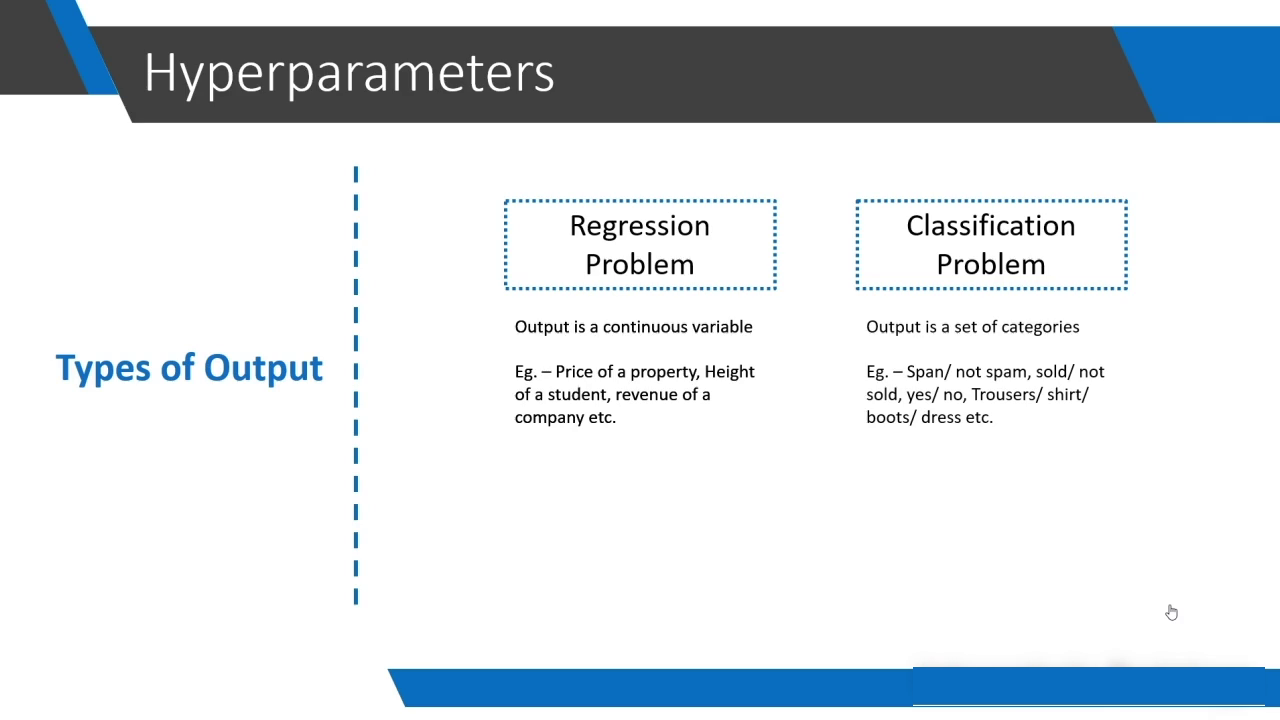 Hyperparameters
Types of Output
Regression
Problem
Output is a continuous variable
Eg. – Price of a property, Height
of a student, revenue of a
company etc.
Classification
Problem
Output is a set of categories
Eg. – Span/ not spam, sold/ not
sold, yes/ no, Trousers/ shirt/
boots/ dress etc.